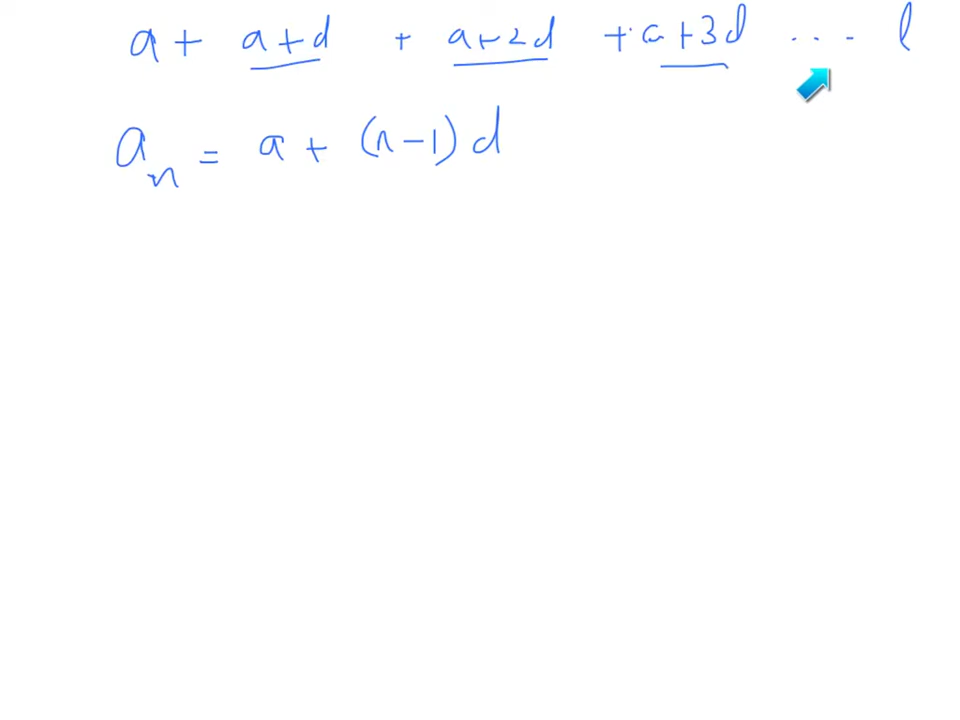 a + a+d + a+2d + a+3d ... l
a_n = a + (n-1) d